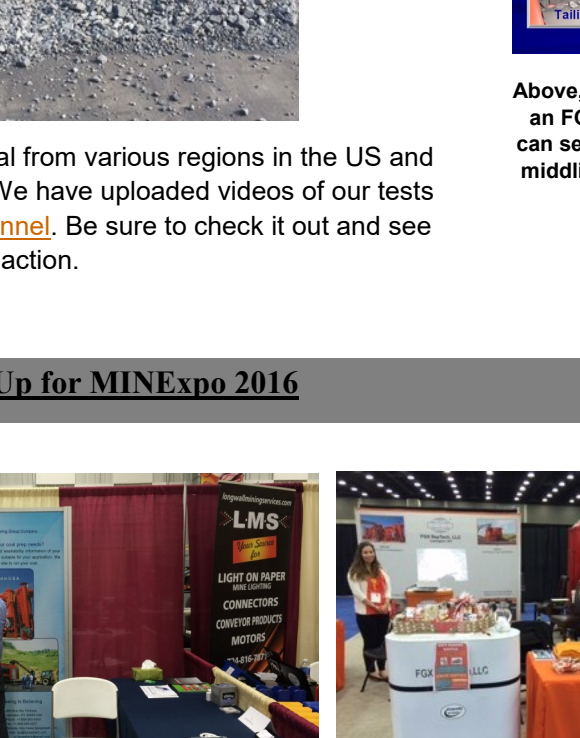 Taili
Above,
an FG
can se
middli
al from various regions in the US and
We have uploaded videos of our tests
nnel. Be sure to check it out and see
action.
Up for MINExpo 2016
longwallminingservices.com
L·M·S
Your Source
for
LIGHT ON PAPER
MINE LIGHTING
CONNECTORS
CONVEYOR PRODUCTS
MOTORS
FGX SepTech, LLC
FGX
LLC